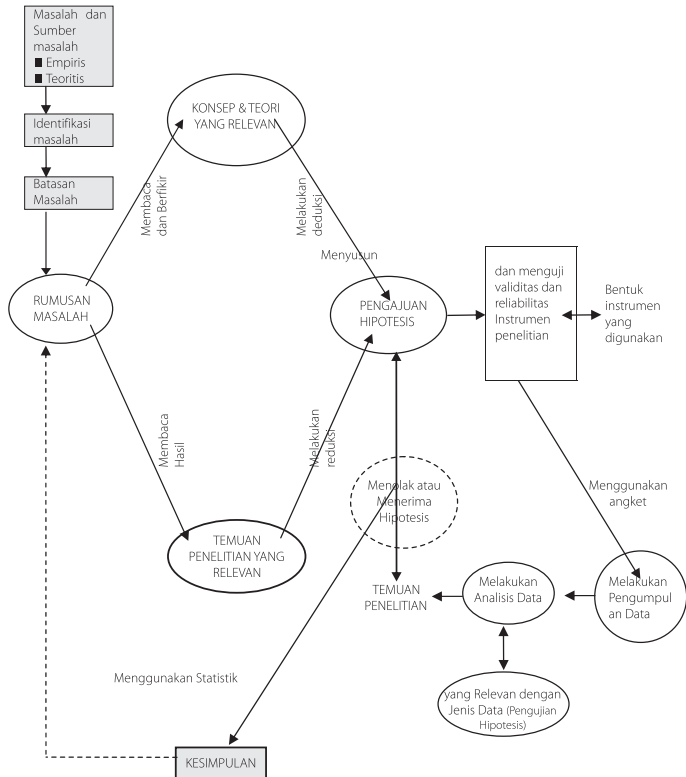 Masalah dan
Sumber
masalah
■ Empiris
■ Teoritis
Identifikasi
masalah
Batasan
Masalah
RUMUSAN
MASALAH
Membaca
dan Berfikir
KONSEP & TEORI
YANG RELEVAN
Melakukan
deduksi
Menyusun
Membaca
Hasil
TEMUAN
PENELITIAN YANG
RELEVAN
Melakukan
reduksi
PENGAJUAN
HIPOTESIS
dan menguji
validitas dan
reliabilitas
Instrumen
penelitian
Bentuk
instrumen
yang
digunakan
Menggunakan
angket
Melakukan
Pengumpul
an Data
Melakukan
Analisis Data
yang Relevan dengan
Jenis Data (Pengujian
Hipotesis)
TEMUAN
PENELITIAN
Menolak atau
Menerima
Hipotesis
Menggunakan Statistik
KESIMPULAN